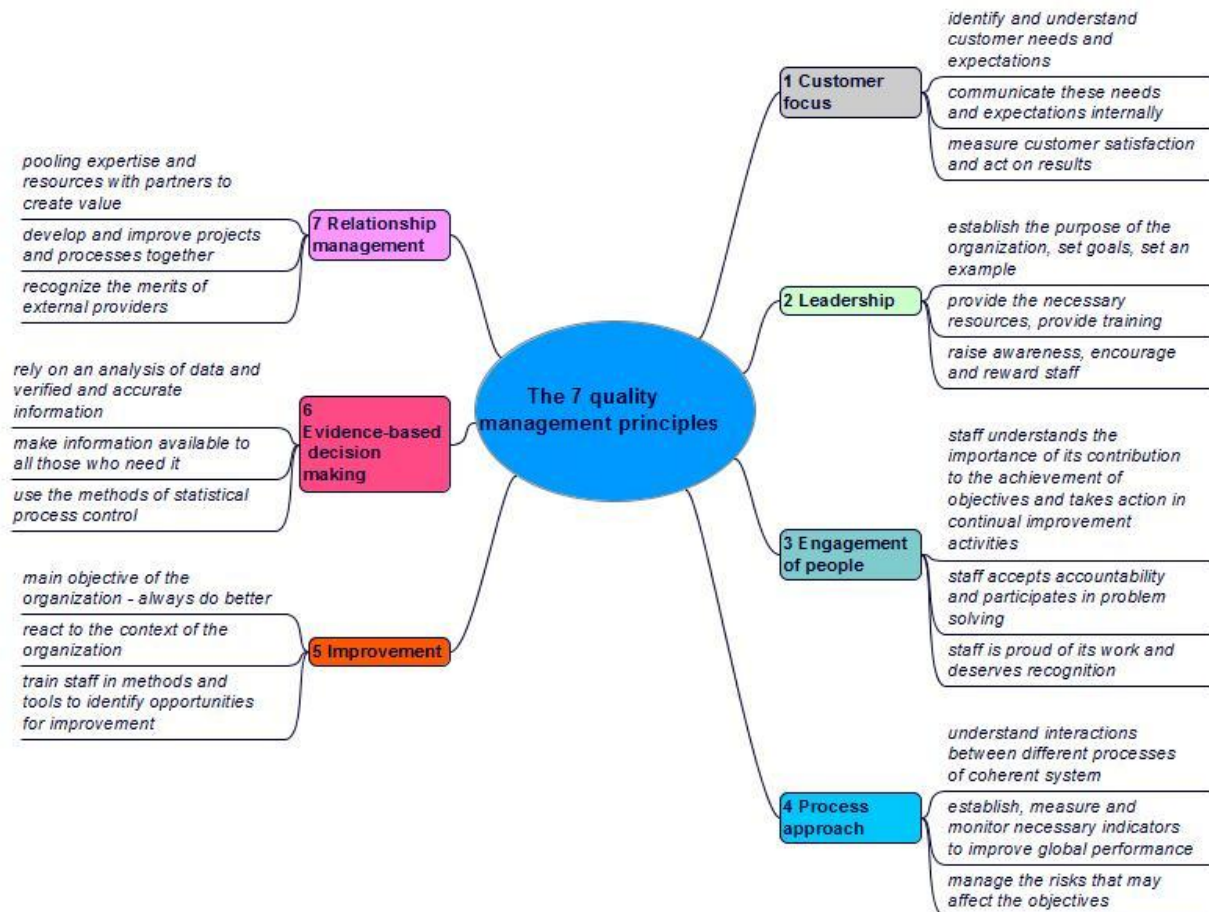 The 7 quality
management principles
1 Customer
focus
identify and understand
customer needs and
expectations
communicate these needs
and expectations internally
measure customer satisfaction
and act on results
2 Leadership
establish the purpose of the
organization, set goals, set an
example
provide the necessary
resources, provide training
raise awareness, encourage
and reward staff
3 Engagement
of people
staff understands the
importance of its contribution
to the achievement of
objectives and takes action in
continual improvement
activities
staff accepts accountability
and participates in problem
solving
staff is proud of its work and
deserves recognition
4 Process
approach
understand interactions
between different processes
of coherent system
establish, measure and
monitor necessary indicators
to improve global performance
manage the risks that may
affect the objectives
5 Improvement
main objective of the
organization - always do better
react to the context of the
organization
train staff in methods and
tools to identify opportunities
for improvement
6
Evidence-based
decision
making
rely on an analysis of data and
verified and accurate
information
make information available to
all those who need it
use the methods of statistical
process control
7 Relationship
management
pooling expertise and
resources with partners to
create value
develop and improve projects
and processes together
recognize the merits of
external providers